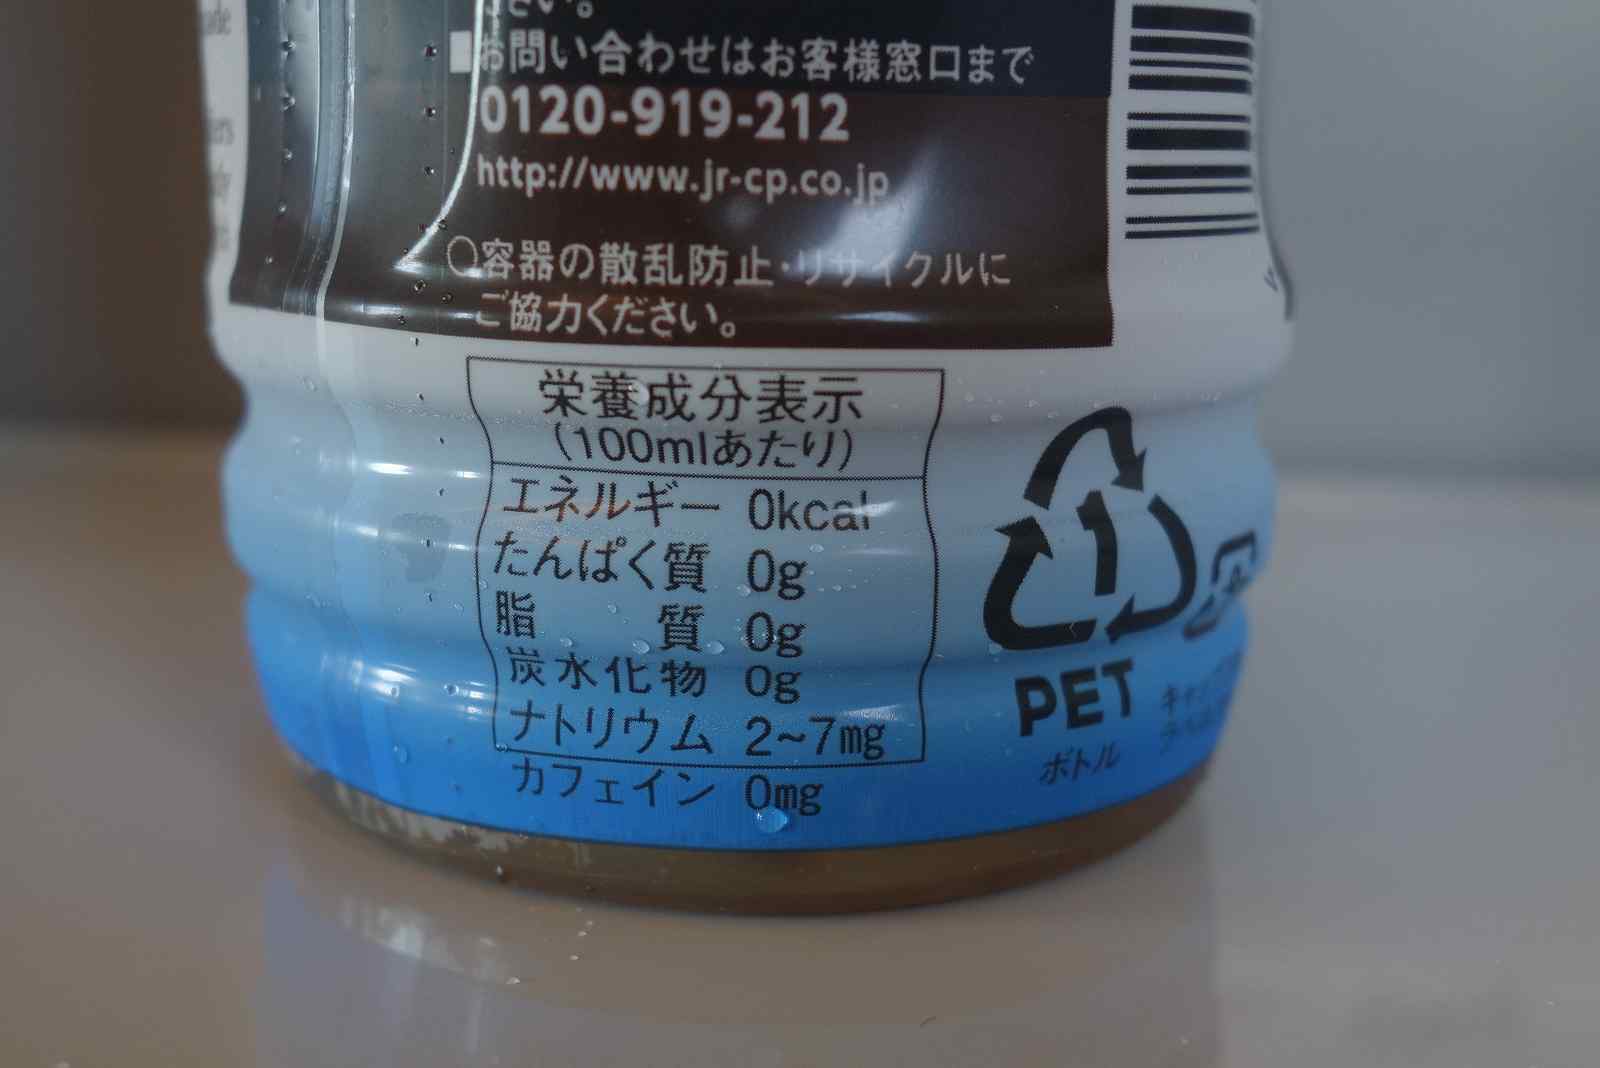 ade
さい。
■お問い合わせはお客様窓口まで
0120-919-212
http://www.jr-cp.co.jp
○容器の散乱防止・リサイクルに
ご協力ください。
栄養成分表示
(100mlあたり)
エネルギー 0kcal
たんぱく質 0g
脂 質 0g
炭水化物 0g
ナトリウム 2~7mg
カフェイン 0mg
1
PET
ボトル